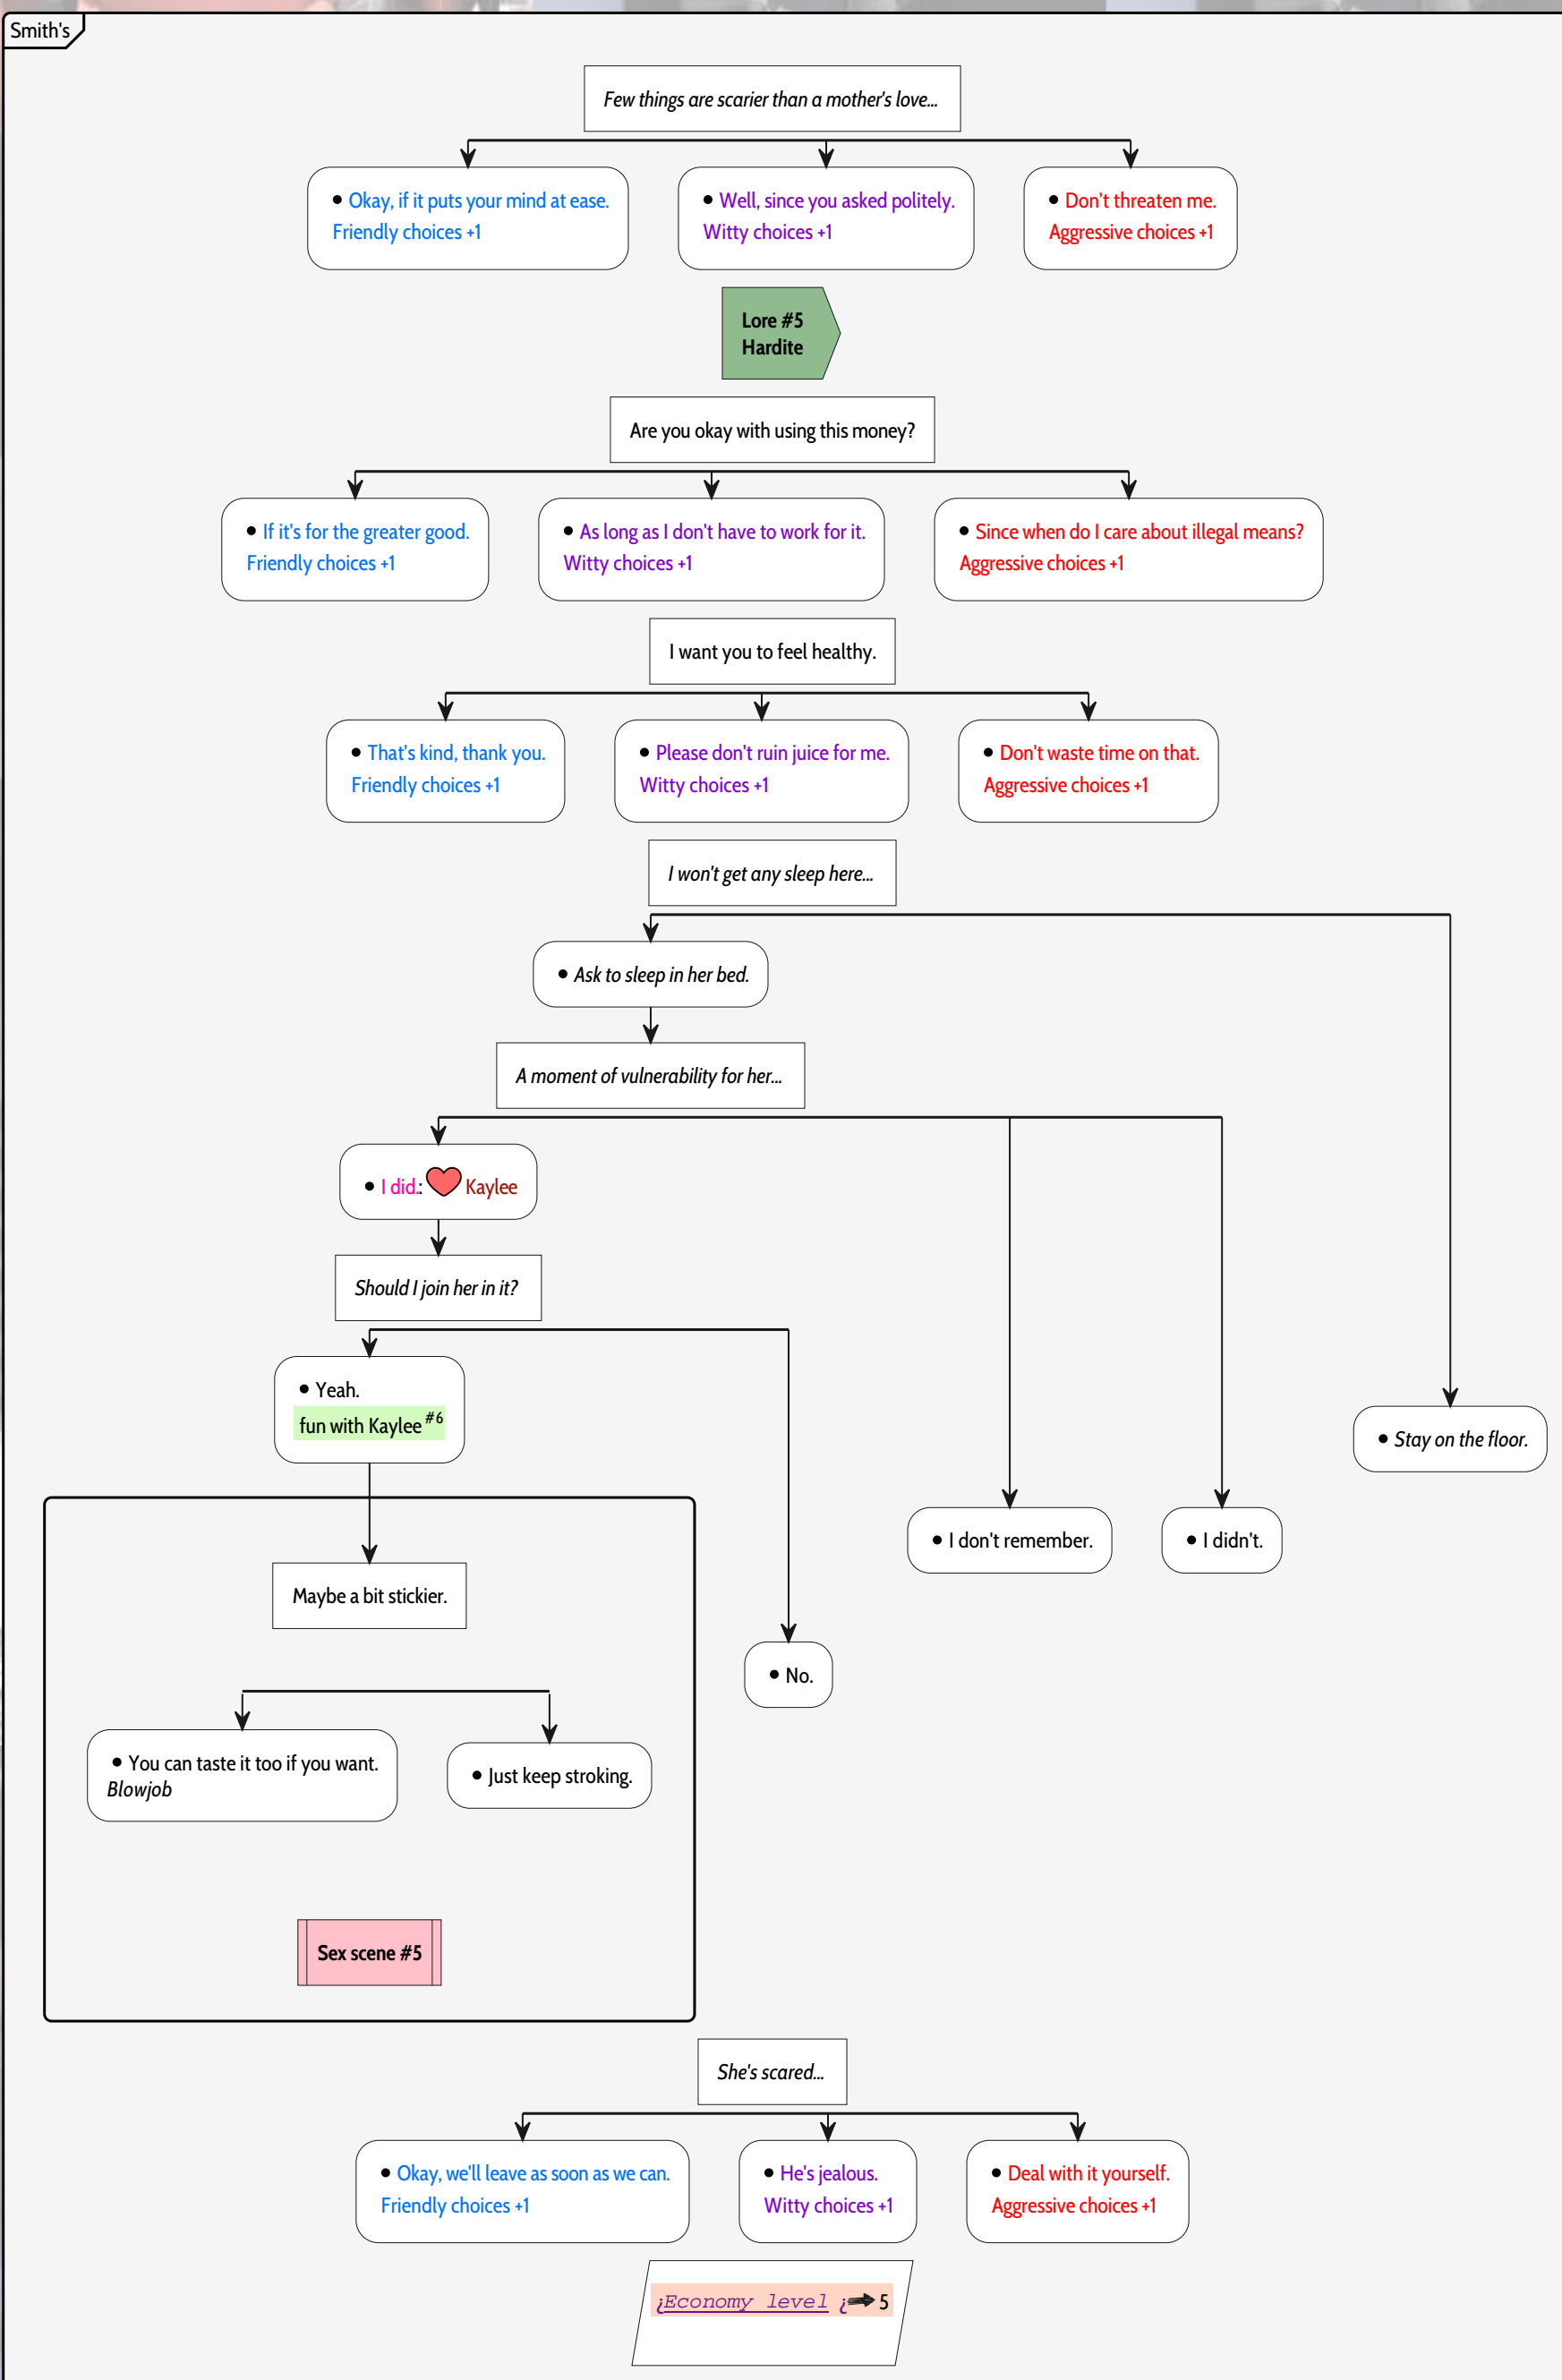 Smith's
Few things are scarier than a mother's love...
• Okay, if it puts your mind at ease.
Friendly choices +1
• Well, since you asked politely.
Witty choices +1
• Don't threaten me.
Aggressive choices +1
Lore #5
Hardite
Are you okay with using this money?
• If it's for the greater good.
Friendly choices +1
• As long as I don't have to work for it.
Witty choices +1
• Since when do I care about illegal means?
Aggressive choices +1
I want you to feel healthy.
• That's kind, thank you.
Friendly choices +1
• Please don't ruin juice for me.
Witty choices +1
• Don't waste time on that.
Aggressive choices +1
I won't get any sleep here...
• Ask to sleep in her bed.
A moment of vulnerability for her...
• I did.: Kaylee
Should I join her in it?
• Yeah.
fun with Kaylee #6
• Stay on the floor.
• I don't remember.
• I didn't.
Maybe a bit stickier.
• No.
• You can taste it too if you want.
Blowjob
• Just keep stroking.
Sex scene #5
She's scared...
• Okay, we'll leave as soon as we can.
Friendly choices +1
• He's jealous.
Witty choices +1
• Deal with it yourself.
Aggressive choices +1
¿Economy level ¿➡5